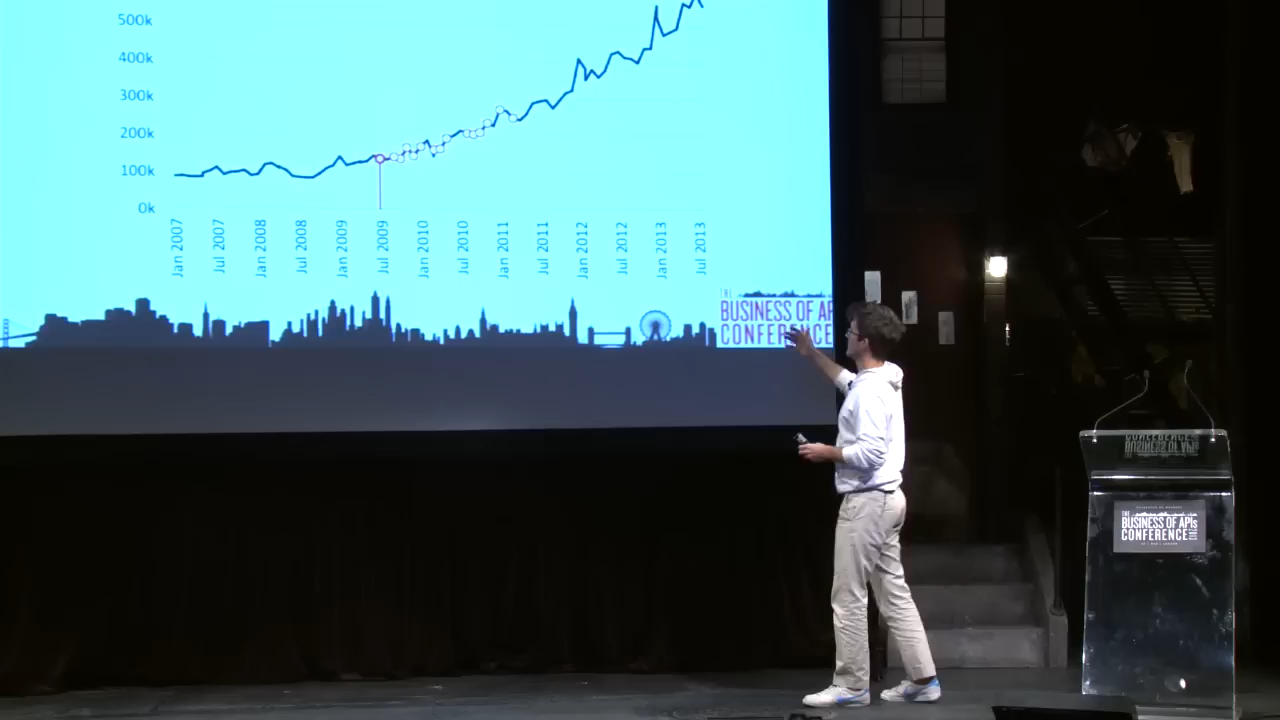 500k
400k
300k
200k
100k
0k
Jan 2007
Jul 2007
Jan 2008
Jul 2008
Jan 2009
Jul 2009
Jan 2010
Jul 2010
Jan 2011
Jul 2011
Jan 2012
Jul 2012
Jan 2013
Jul 2013
THE
BUSINESS OF AP
CONFERENCE
THE
BUSINESS OF APIs
CONFERENCE